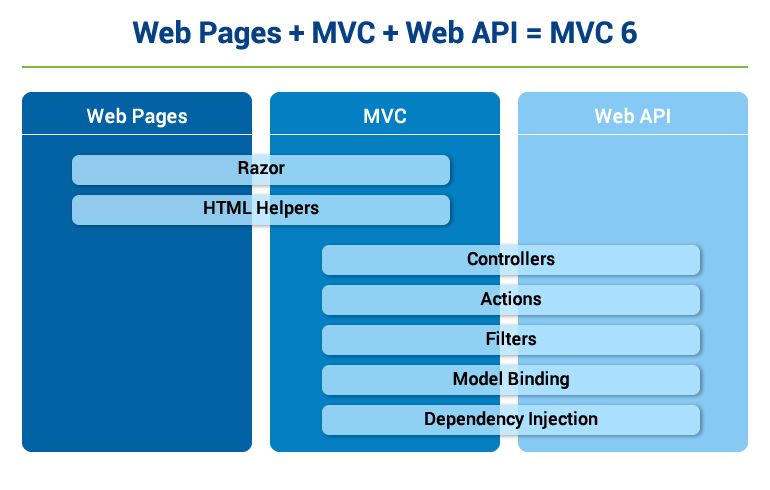 Web Pages + MVC + Web API = MVC 6
Web Pages
MVC
Web API
Razor
HTML Helpers
Controllers
Actions
Filters
Model Binding
Dependency Injection